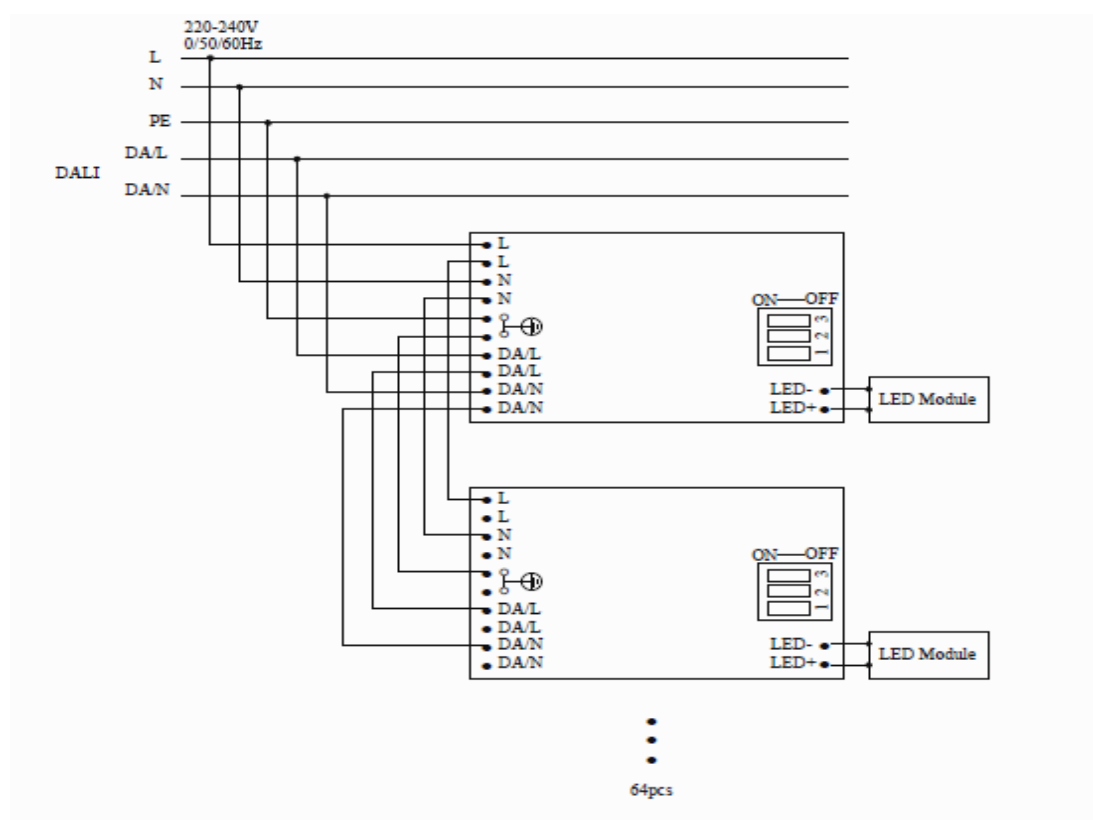 220-240V
0/50/60Hz
L
N
PE
DA/L
DALI
DA/N
L
L
N
N
DA/L
DA/L
DA/N
DA/N
ON OFF
3
2
1
LED-
LED+
LED Module
L
L
N
N
DA/L
DA/L
DA/N
DA/N
ON OFF
3
2
1
LED-
LED+
LED Module
64pcs